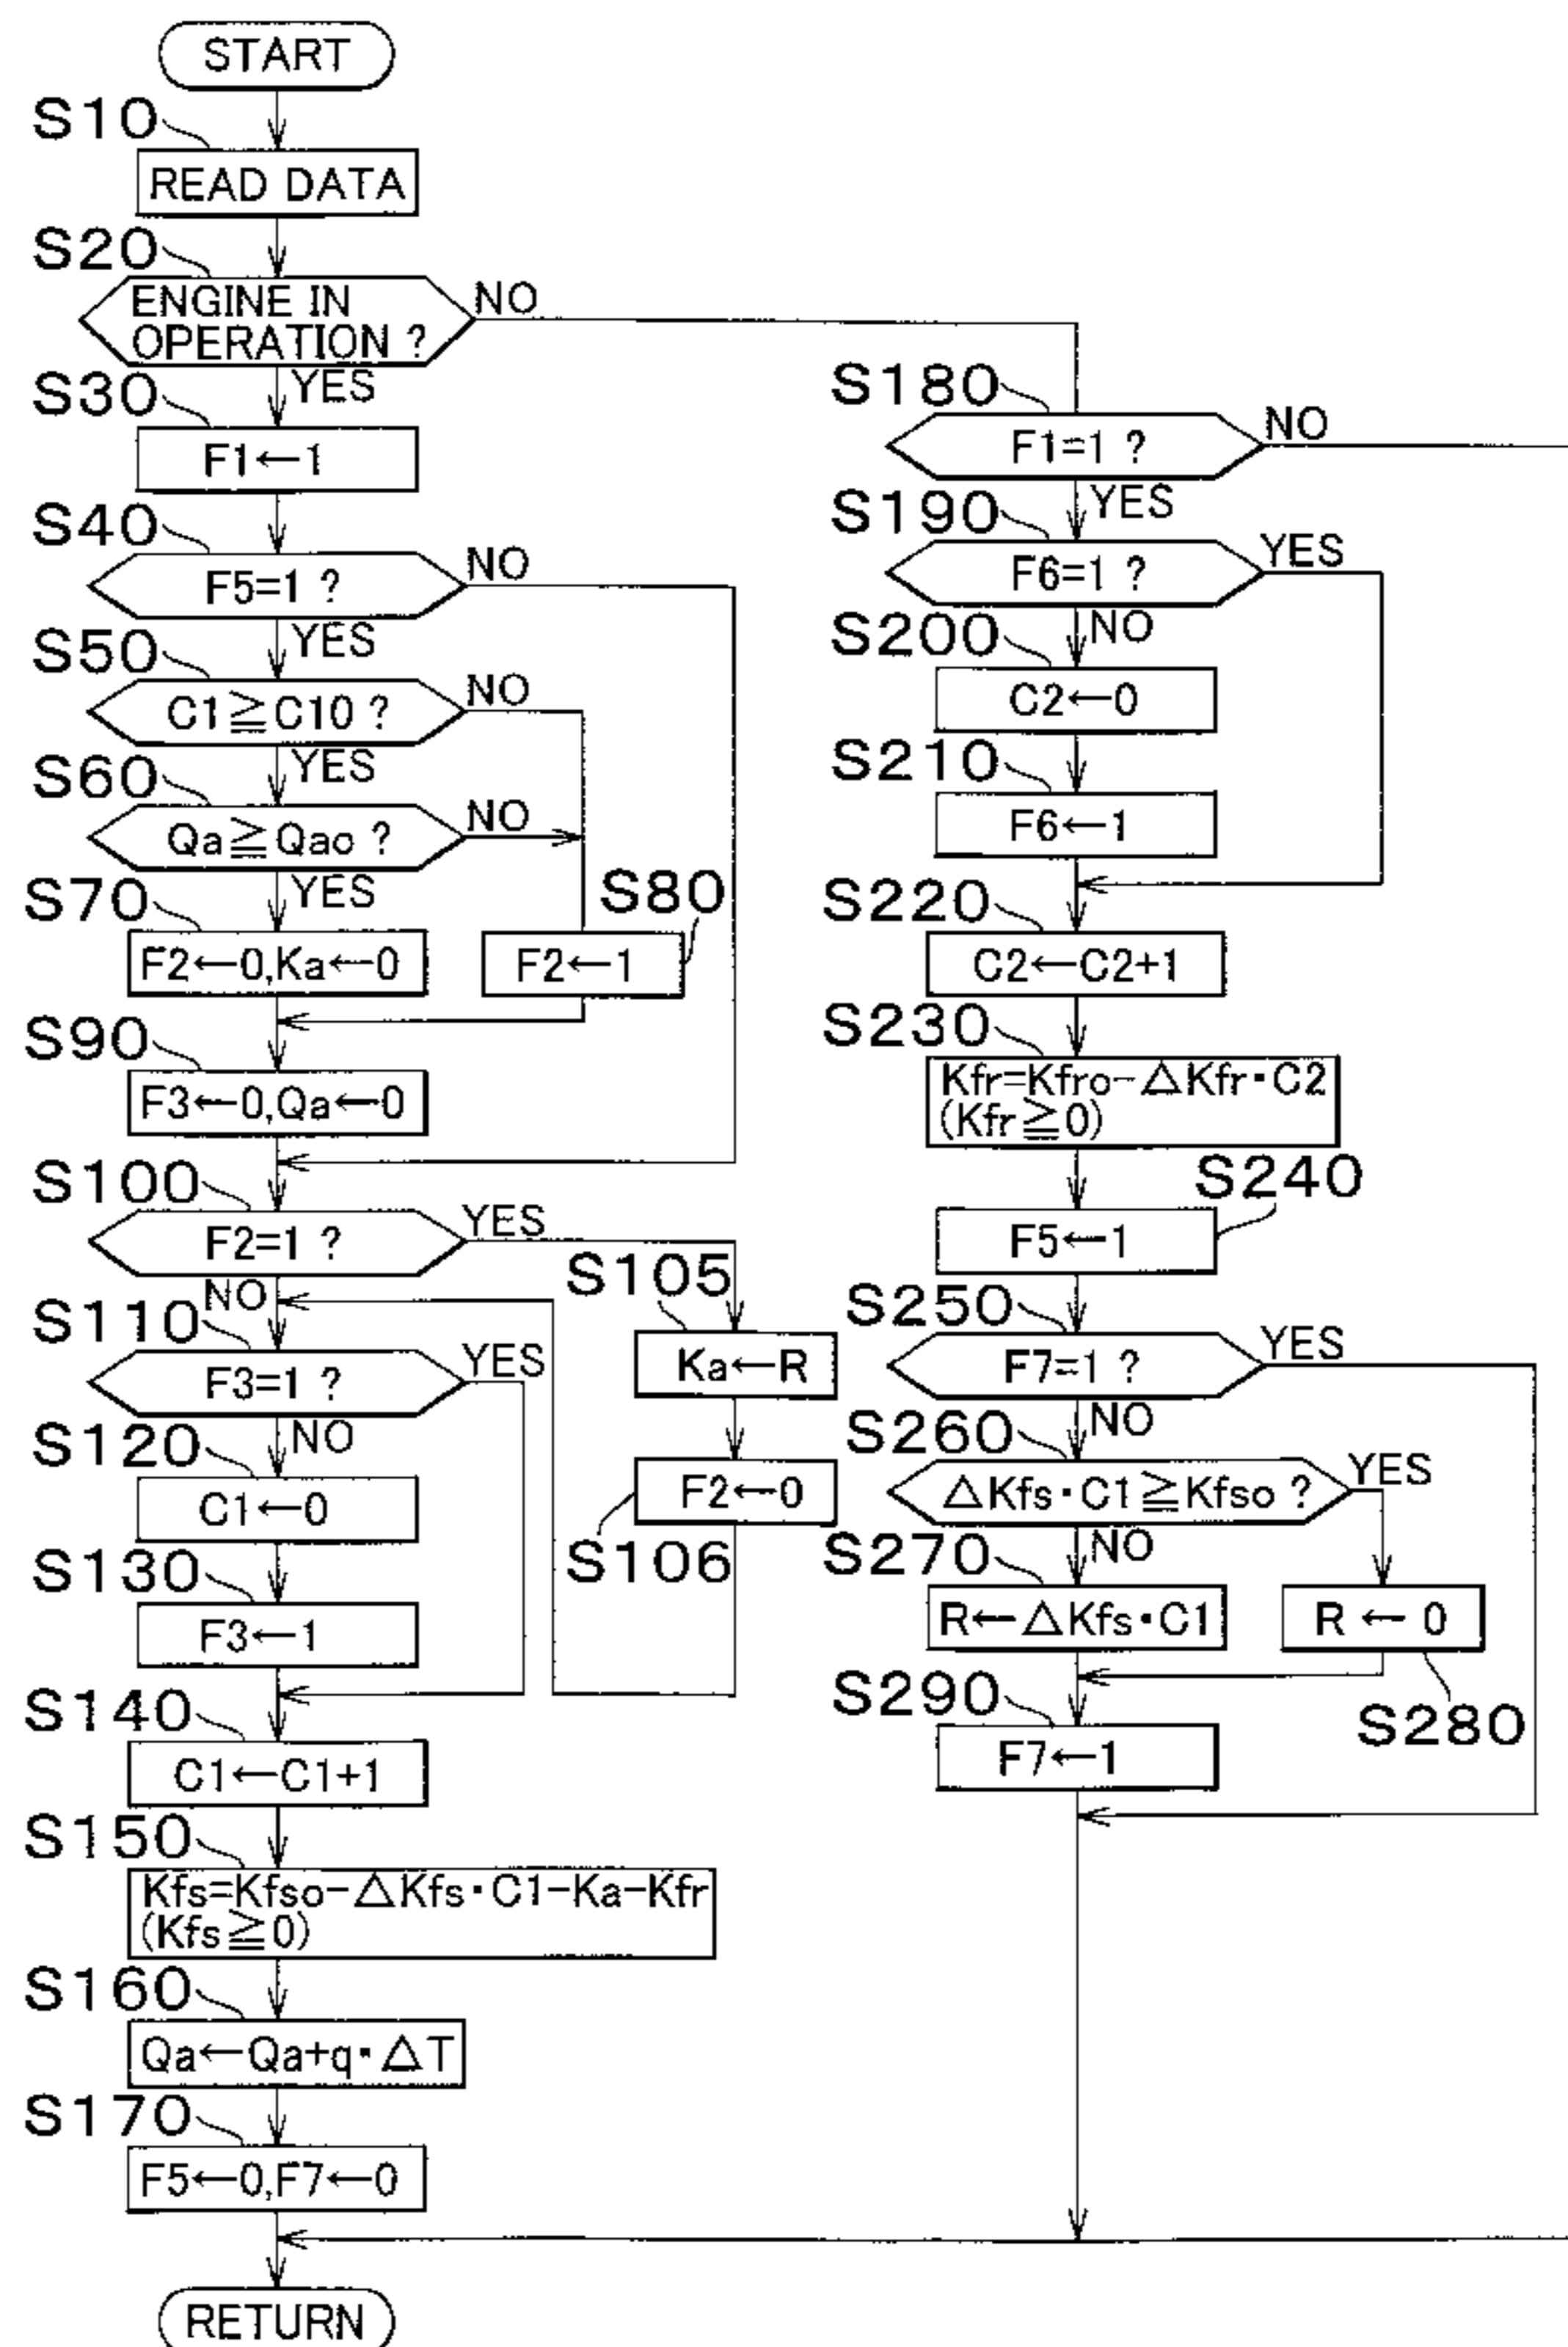 START
S10
READ DATA
S20
ENGINE IN
OPERATION ?
NO
YES
S30
F1←1
S40
F5=1 ?
NO
YES
S50
C1≧C10 ?
NO
YES
S60
Qa≧Qao ?
NO
YES
S70
F2←0,Ka←0
S80
F2←1
S90
F3←0,Qa←0
S100
F2=1 ?
YES
NO
S105
Ka←R
S106
F2←0
S110
F3=1 ?
YES
NO
S120
C1←0
S130
F3←1
S140
C1←C1+1
S150
Kfs=Kfso-△Kfs·C1-Ka-Kfr
(Kfs≧0)
S160
Qa←Qa+q·△T
S170
F5←0,F7←0
RETURN
S180
F1=1 ?
NO
YES
S190
F6=1 ?
YES
NO
S200
C2←0
S210
F6←1
S220
C2←C2+1
S230
Kfr=Kfro-△Kfr·C2
(Kfr≧0)
S240
F5←1
S250
F7=1 ?
YES
NO
S260
△Kfs·C1≧Kfso ?
YES
NO
S270
R←△Kfs·C1
R ← 0
S280
S290
F7←1